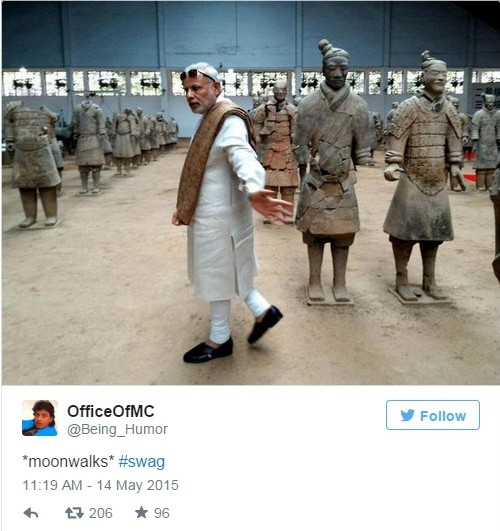 OfficeOfMC
@Being_Humor
Follow
*moonwalks* #swag
11:19 AM - 14 May 2015
206 96